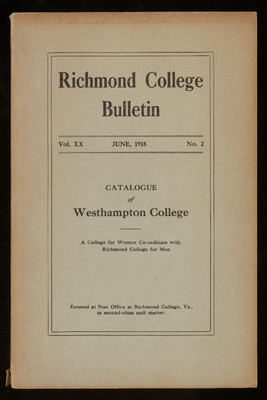 Richmond College
Bulletin
Vol. XX JUNE, 1918 No. 2
CATALOGUE
of
Westhampton College
A College for Women Co-ordinate with
Richmond College for Men
Entered at Post Office at Richmond College, Va.,
as second-class mail matter.